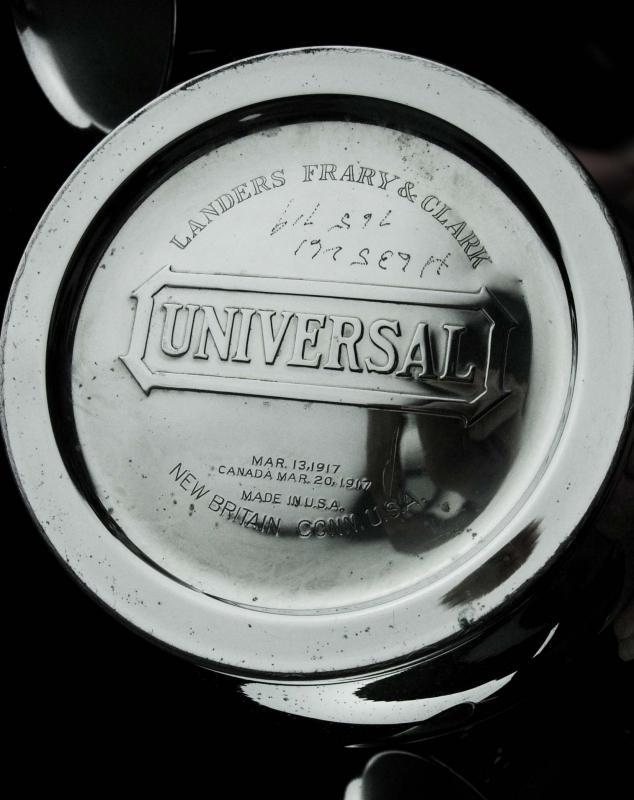 LANDERS FRARY & CLARK
UNIVERSAL
MAR. 13, 1917
CANADA MAR. 20, 1917
MADE IN U.S.A.
NEW BRITAIN CONN. U.S.A.